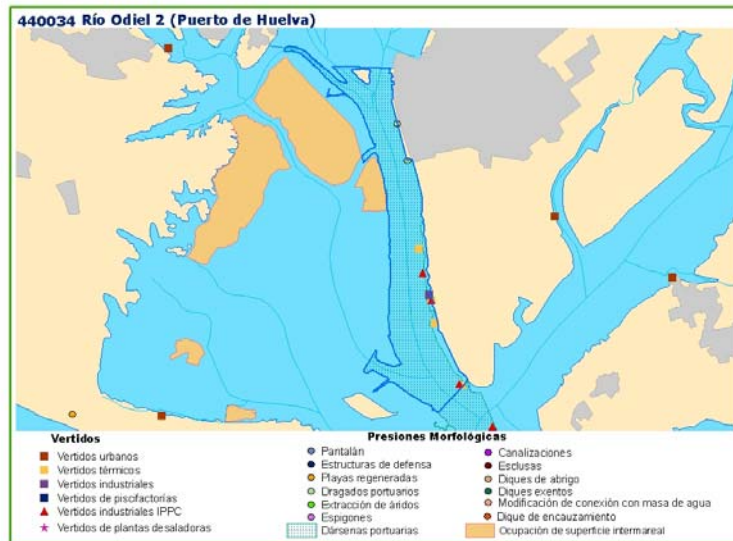 440034 Río Odiel 2 (Puerto de Huelva)
Vertidos
Vertidos urbanos
Vertidos térmicos
Vertidos industriales
Vertidos de piscifactorías
Vertidos industriales IPPC
Vertidos de plantas desaladoras
Presiones Morfológicas
Pantalán
Estructuras de defensa
Playas regeneradas
Dragados portuarios
Extracción de áridos
Espigones
Dársenas portuarias
Canalizaciones
Esclusas
Diques de abrigo
Diques exentos
Modificación de conexión con masa de agua
Dique de encauzamiento
Ocupación de superficie intermareal